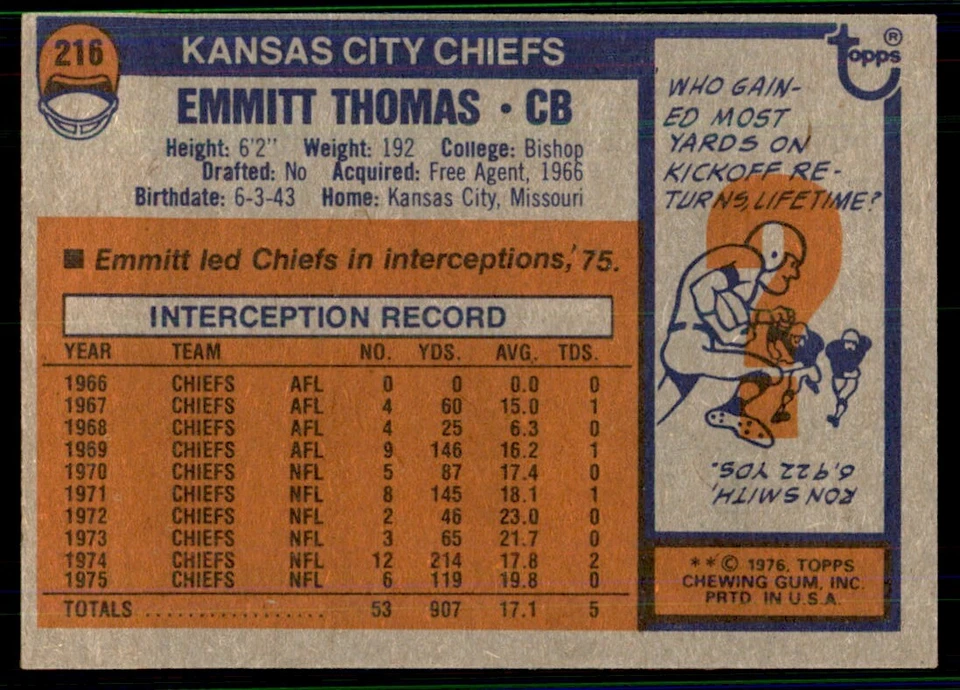 216
KANSAS CITY CHIEFS
EMMITT THOMAS • CB
Height: 6'2" Weight: 192 College: Bishop
Drafted: No Acquired: Free Agent, 1966
Birthdate: 6-3-43 Home: Kansas City, Missouri
■ Emmitt led Chiefs in interceptions,'75.
INTERCEPTION RECORD
YEAR TEAM NO. YDS. AVG. TDS.
1966 CHIEFS AFL 0 0 0.0 0
1967 CHIEFS AFL 4 60 15.0 1
1968 CHIEFS AFL 4 25 6.3 0
1969 CHIEFS AFL 9 146 16.2 1
1970 CHIEFS NFL 5 87 17.4 0
1971 CHIEFS NFL 8 145 18.1 1
1972 CHIEFS NFL 2 46 23.0 0
1973 CHIEFS NFL 3 65 21.7 0
1974 CHIEFS NFL 12 214 17.8 2
1975 CHIEFS NFL 6 119 19.8 0
TOTALS .................. 53 907 17.1 5
topps®
WHO GAIN-
ED MOST
YARDS ON
KICKOFF RE-
TURNS, LIFETIME?
?
RON SMITH,
6,922 YDS.
**© 1976, TOPPS
CHEWING GUM, INC.
PRTD IN U.S.A.